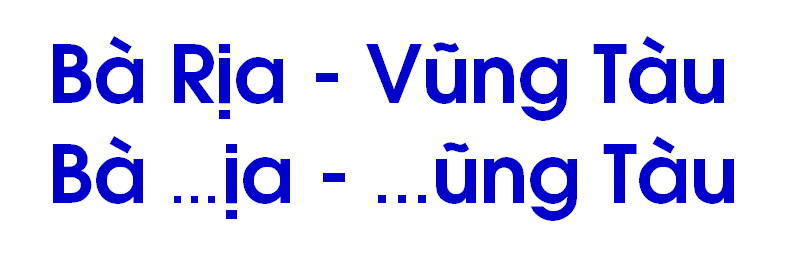 Bà Rịa - Vũng Tàu
Bà ...ịa - ...ũng Tàu